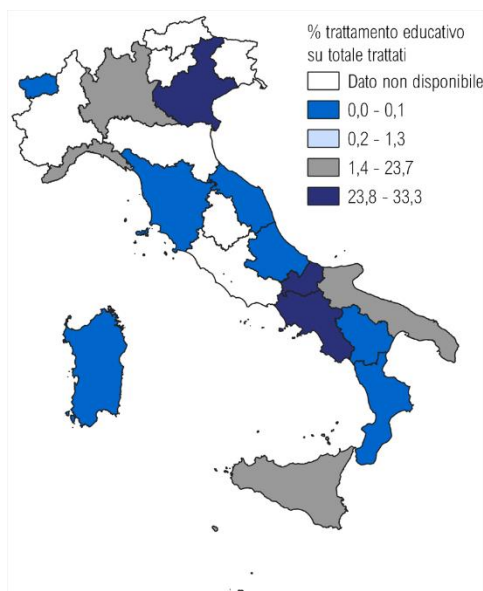 % trattamento educativo
su totale trattati
Dato non disponibile
0,0 - 0,1
0,2 - 1,3
1,4 - 23,7
23,8 - 33,3